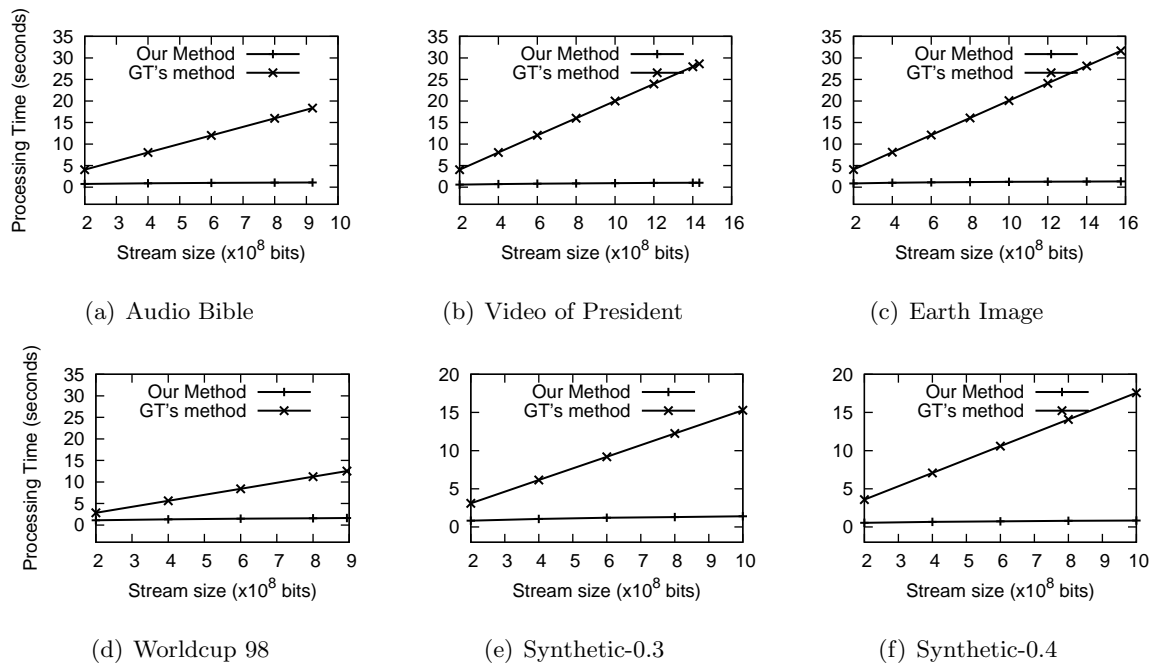 Processing Time (seconds)
35
30
25
20
15
10
5
0
Our Method
GT's method
2 3 4 5 6 7 8 9 10
Stream size (x10^8 bits)
(a) Audio Bible
35
30
25
20
15
10
5
0
Our Method
GT's method
2 4 6 8 10 12 14 16
Stream size (x10^8 bits)
(b) Video of President
35
30
25
20
15
10
5
0
Our Method
GT's method
2 4 6 8 10 12 14 16
Stream size (x10^8 bits)
(c) Earth Image
Processing Time (seconds)
35
30
25
20
15
10
5
0
Our Method
GT's method
2 3 4 5 6 7 8 9
Stream size (x10^8 bits)
(d) Worldcup 98
20
15
10
5
0
Our Method
GT's method
2 3 4 5 6 7 8 9 10
Stream size (x10^8 bits)
(e) Synthetic-0.3
20
15
10
5
0
Our Method
GT's method
2 3 4 5 6 7 8 9 10
Stream size (x10^8 bits)
(f) Synthetic-0.4